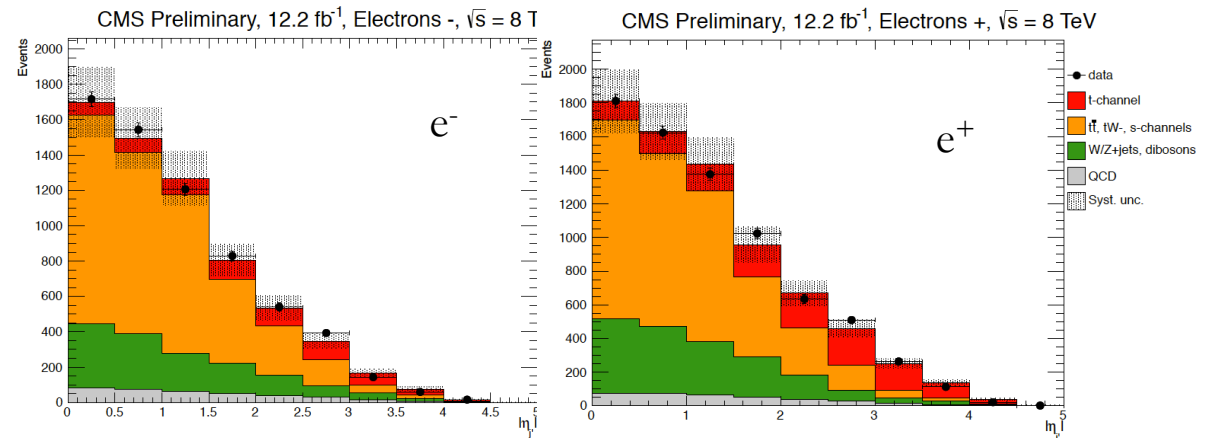 CMS Preliminary, 12.2 fb⁻¹, Electrons -, √s = 8 T
Events
2000
1800
1600
1400
1200
1000
800
600
400
200
0
0 0.5 1 1.5 2 2.5 3 3.5 4 4.5 5
e⁻
CMS Preliminary, 12.2 fb⁻¹, Electrons +, √s = 8 TeV
Events
2000
1800
1600
1400
1200
1000
800
600
400
200
0
0 1 2 3 4 5
e⁺
data
t-channel
tt̄, tW-, s-channels
W/Z+jets, dibosons
QCD
Syst. unc.